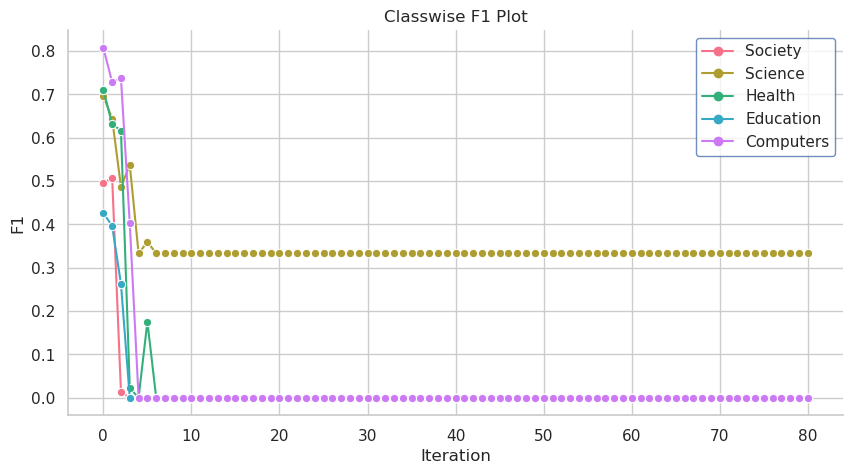 Classwise F1 Plot
F1
0.8
0.7
0.6
0.5
0.4
0.3
0.2
0.1
0.0
Society
Science
Health
Education
Computers
0 10 20 30 40 50 60 70 80
Iteration